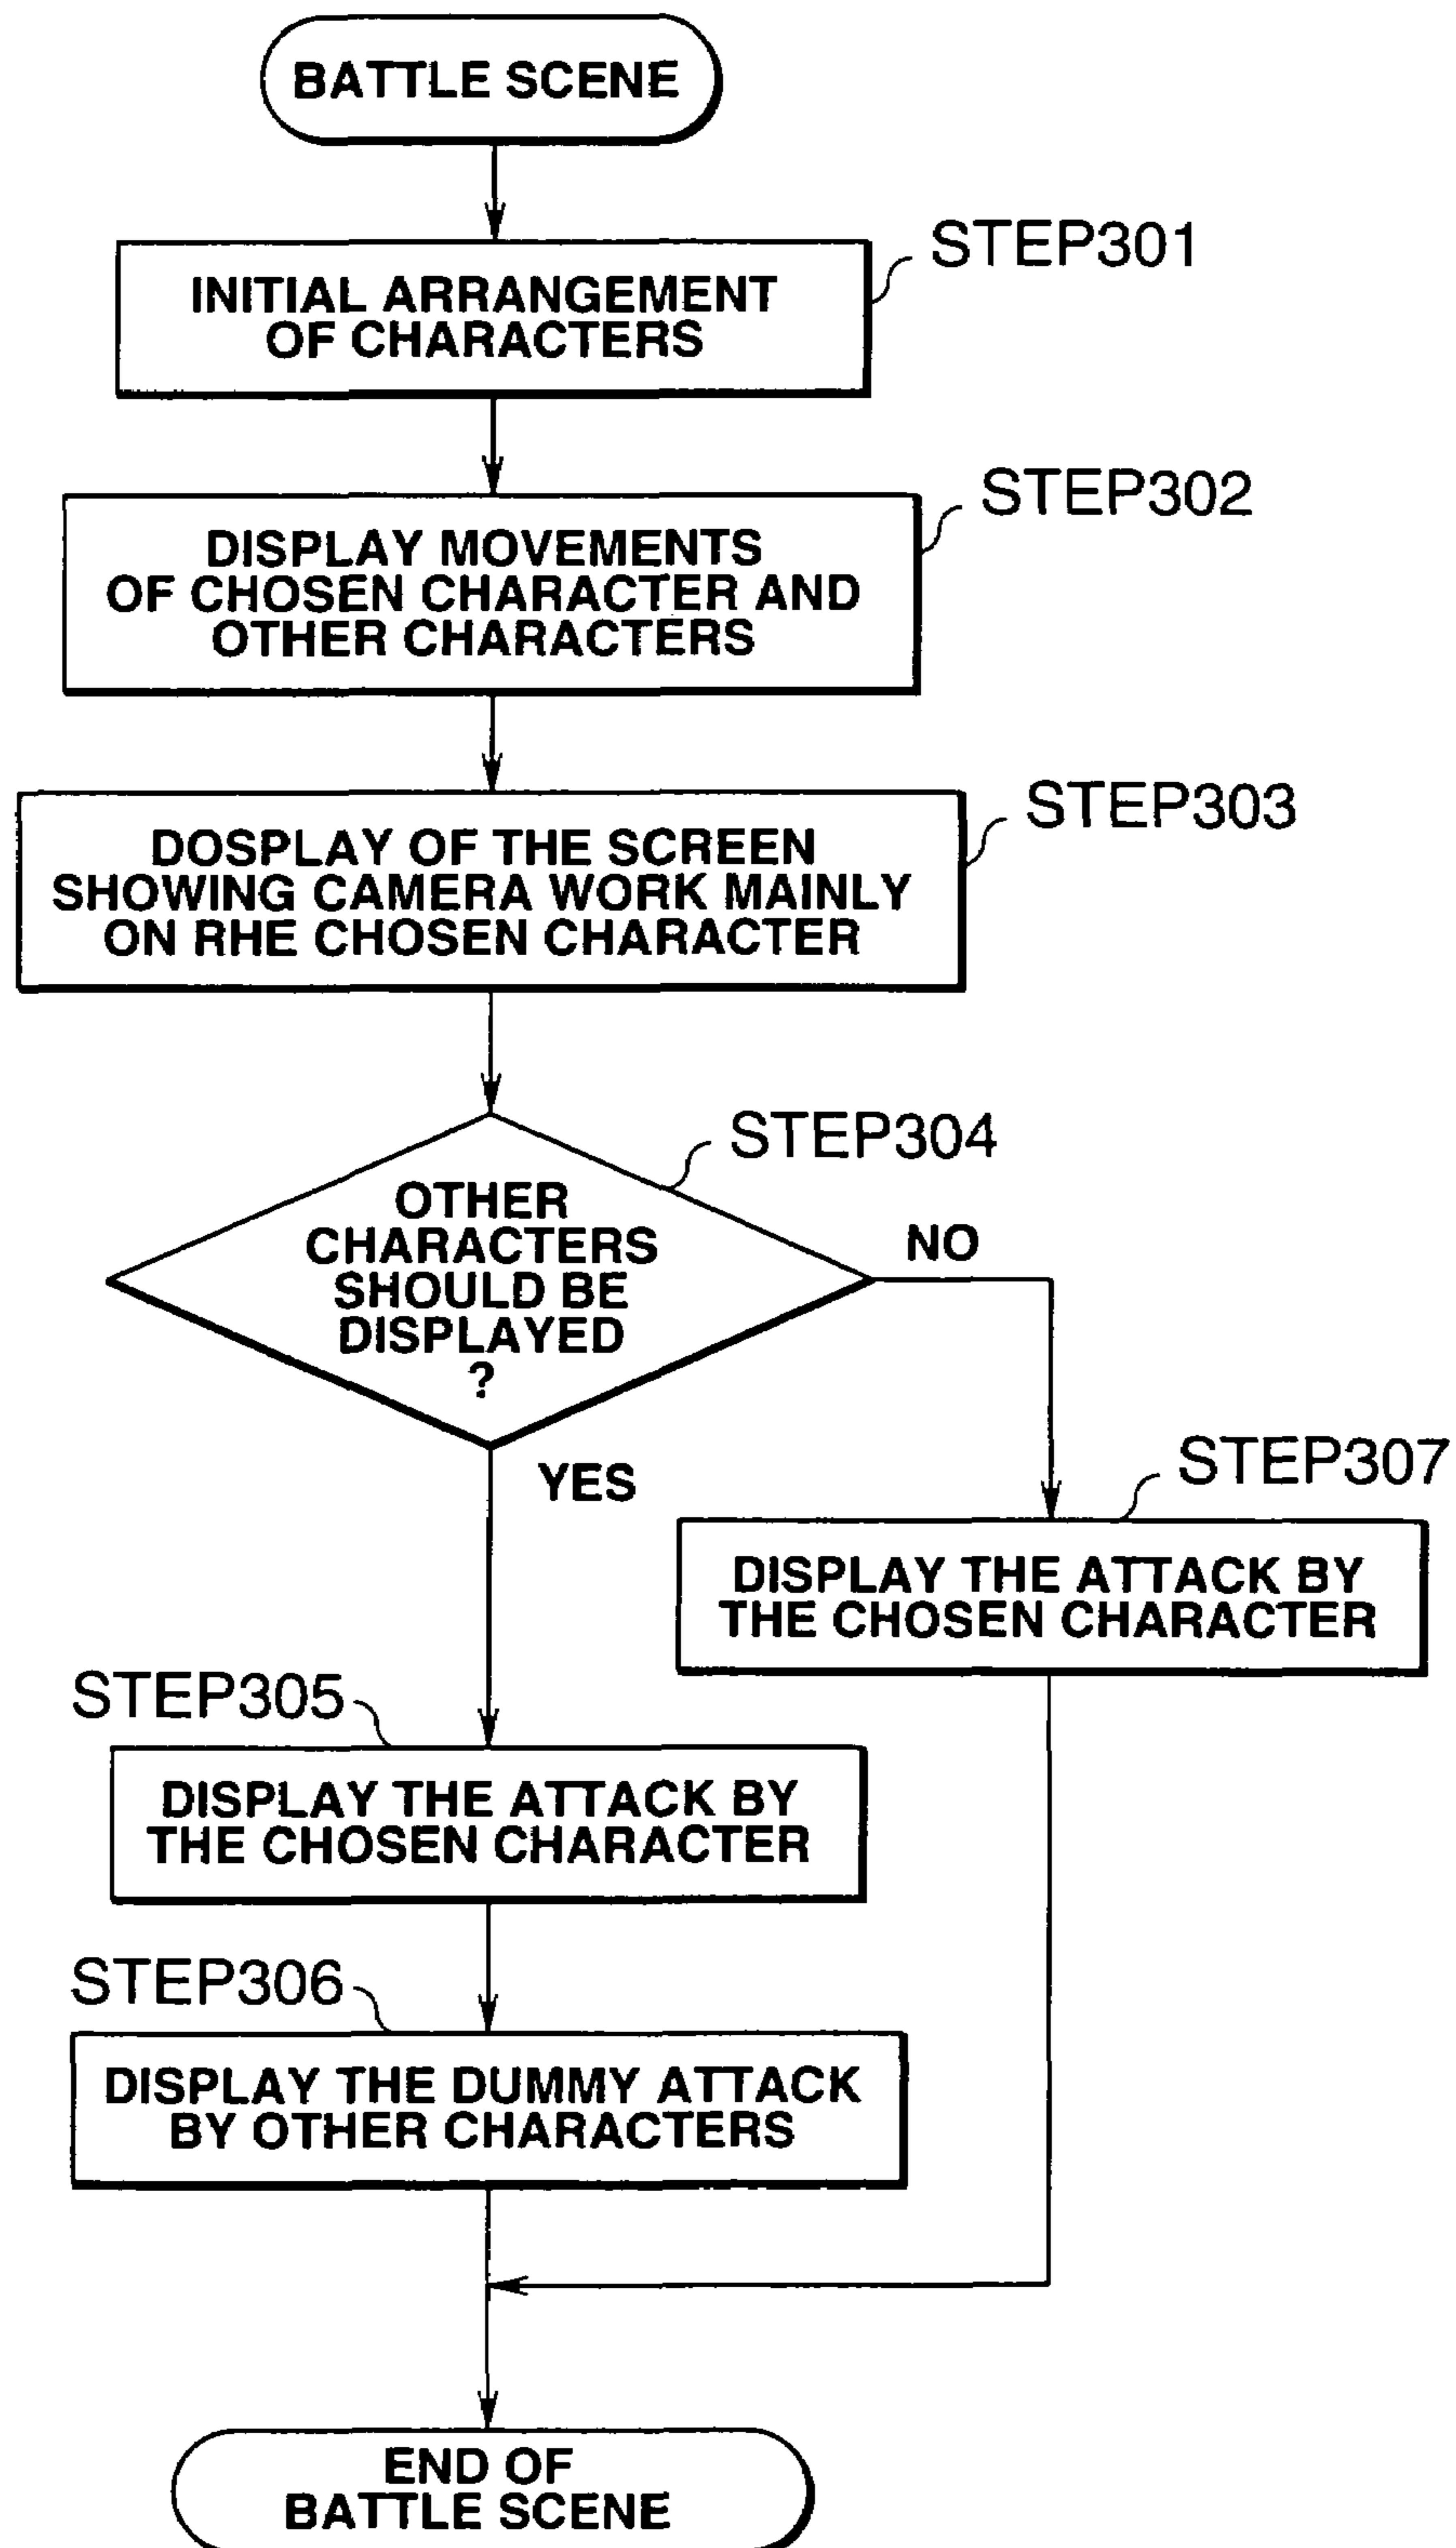 BATTLE SCENE
STEP301
INITIAL ARRANGEMENT
OF CHARACTERS
STEP302
DISPLAY MOVEMENTS
OF CHOSEN CHARACTER AND
OTHER CHARACTERS
STEP303
DOSPLAY OF THE SCREEN
SHOWING CAMERA WORK MAINLY
ON RHE CHOSEN CHARACTER
STEP304
OTHER
CHARACTERS
SHOULD BE
DISPLAYED
?
NO
YES
STEP307
DISPLAY THE ATTACK BY
THE CHOSEN CHARACTER
STEP305
DISPLAY THE ATTACK BY
THE CHOSEN CHARACTER
STEP306
DISPLAY THE DUMMY ATTACK
BY OTHER CHARACTERS
END OF
BATTLE SCENE